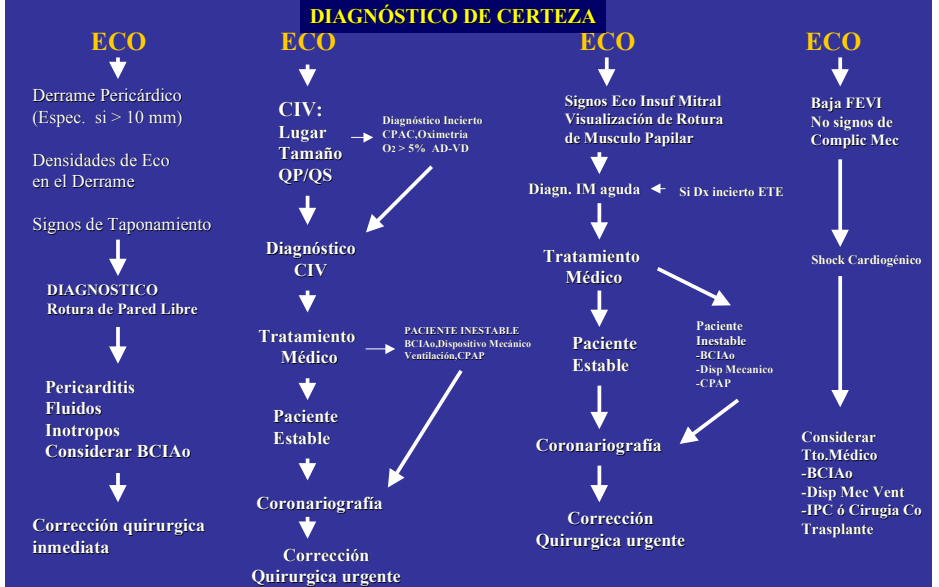 DIAGNÓSTICO DE CERTEZA
ECO
Derrame Pericárdico
(Espec. si > 10 mm)
Densidades de Eco
en el Derrame
Signos de Taponamiento
DIAGNOSTICO
Rotura de Pared Libre
Pericarditis
Fluidos
Inotropos
Considerar BCIAo
Corrección quirurgica
inmediata
ECO
CIV:
Lugar
Tamaño
QP/QS
Diagnóstico Incierto
CPAC,Oximetria
O2 > 5% AD-VD
Diagnóstico
CIV
Tratamiento
Médico
PACIENTE INESTABLE
BCIAo,Dispositivo Mecánico
Ventilación,CPAP
Paciente
Estable
Coronariografía
Corrección
Quirurgica urgente
ECO
Signos Eco Insuf Mitral
Visualización de Rotura
de Musculo Papilar
Diagn. IM aguda
Si Dx incierto ETE
Tratamiento
Médico
Paciente
Estable
Paciente
Inestable
-BCIAo
-Disp Mecanico
-CPAP
Coronariografía
Corrección
Quirurgica urgente
ECO
Baja FEVI
No signos de
Complic Mec
Shock Cardiogénico
Considerar
Tto.Médico
-BCIAo
-Disp Mec Vent
-IPC ó Cirugia Co
Trasplante